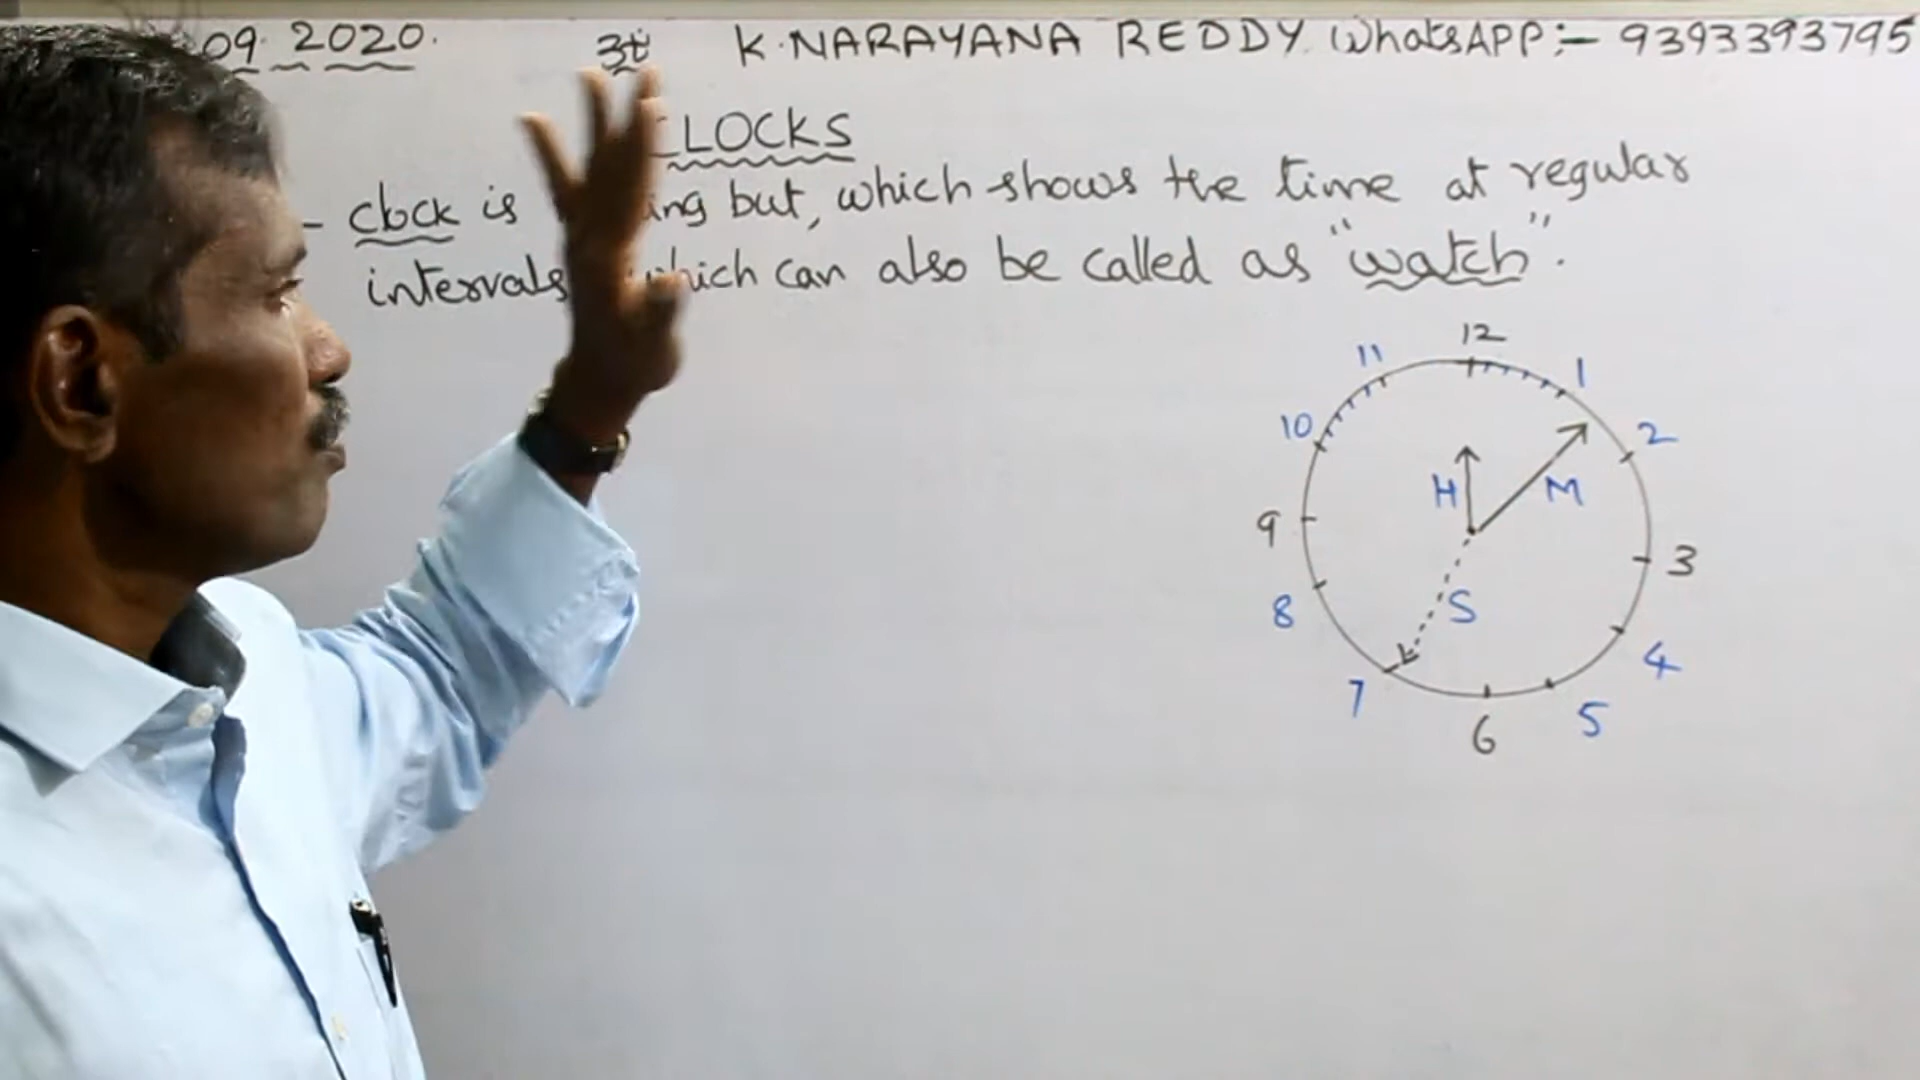 09.2020. 3t K.NARAYANA REDDY WhatsAPP:- 9393393795
CLOCKS
- clock is but, which shows the time at regular
intervals which can also be called as "watch".
12
11 1
10 2
H M
9 3
S
8 4
7 5
6